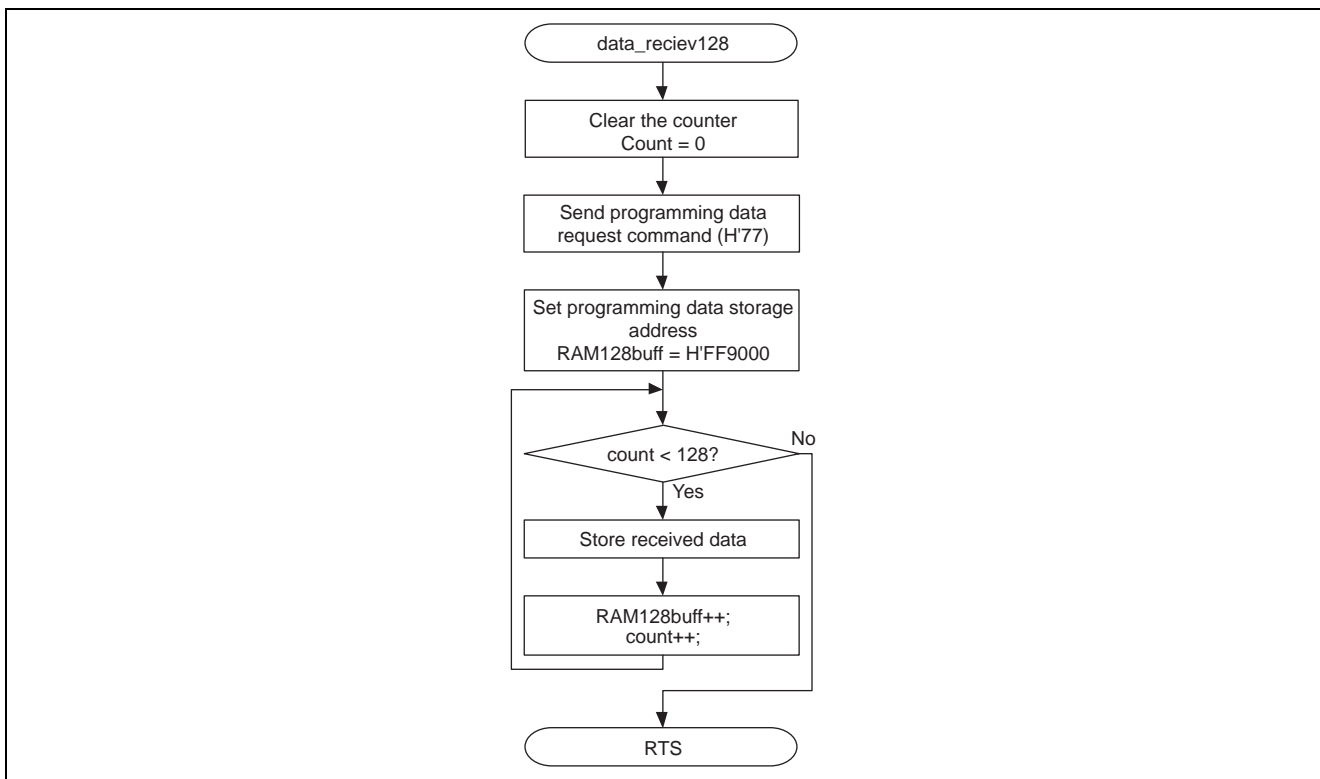 data_reciev128
Clear the counter
Count = 0
Send programming data
request command (H'77)
Set programming data storage
address
RAM128buff = H'FF9000
count < 128?
No
Yes
Store received data
RAM128buff++;
count++;
RTS